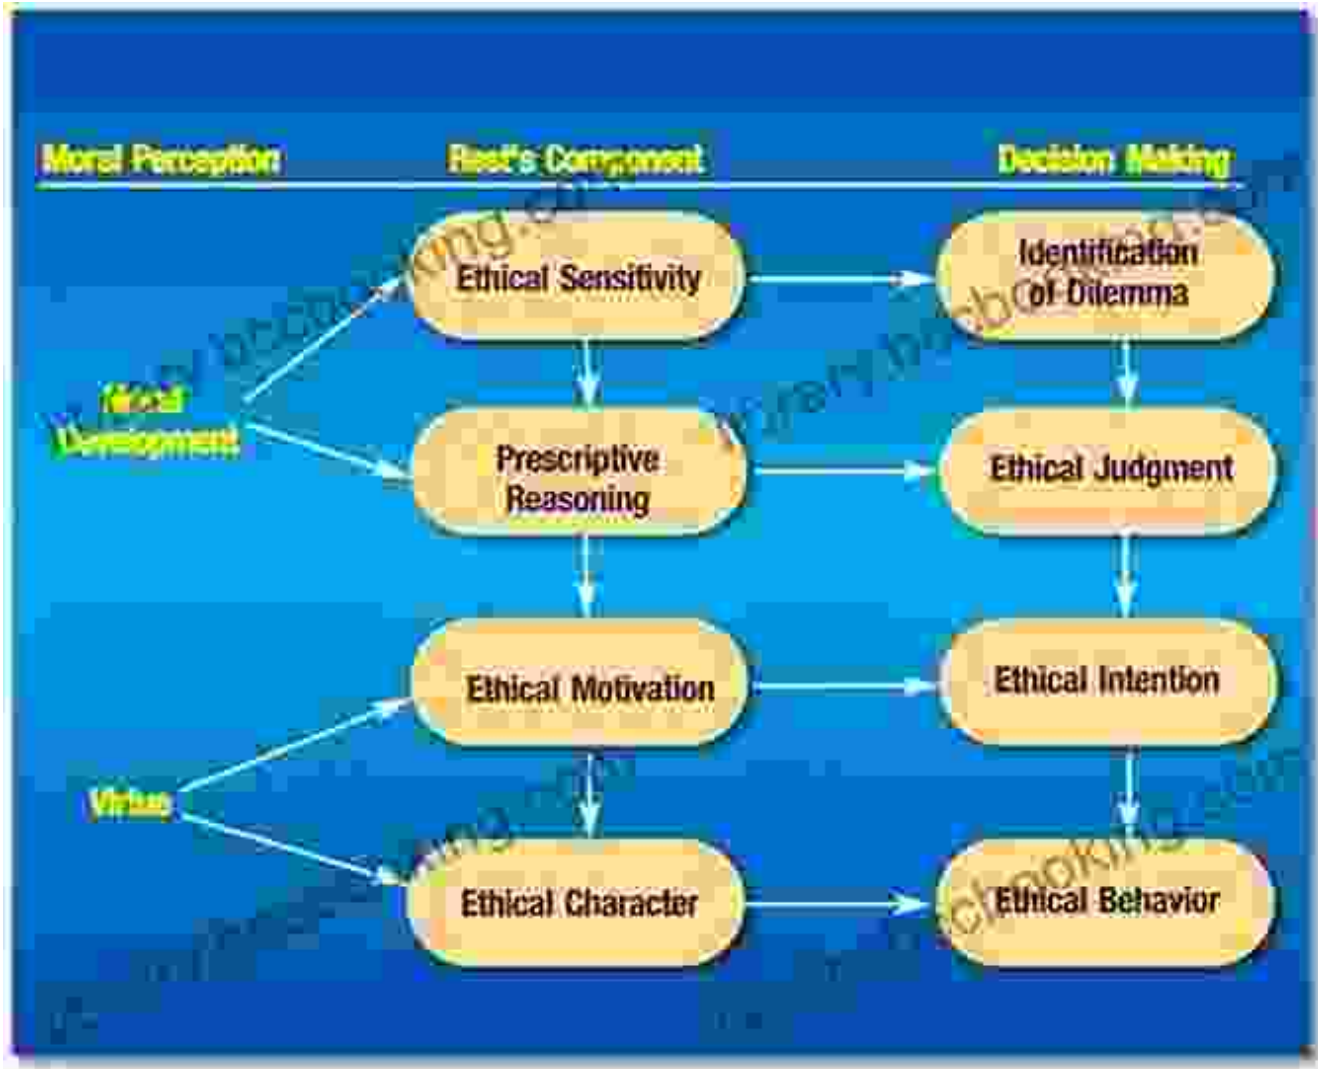 Moral Perception
Rest's Component
Decision Making
Ethical Sensitivity
Identification
of Dilemma
Moral
Development
Prescriptive
Reasoning
Ethical Judgment
Ethical Motivation
Ethical Intention
Virtue
Ethical Character
Ethical Behavior